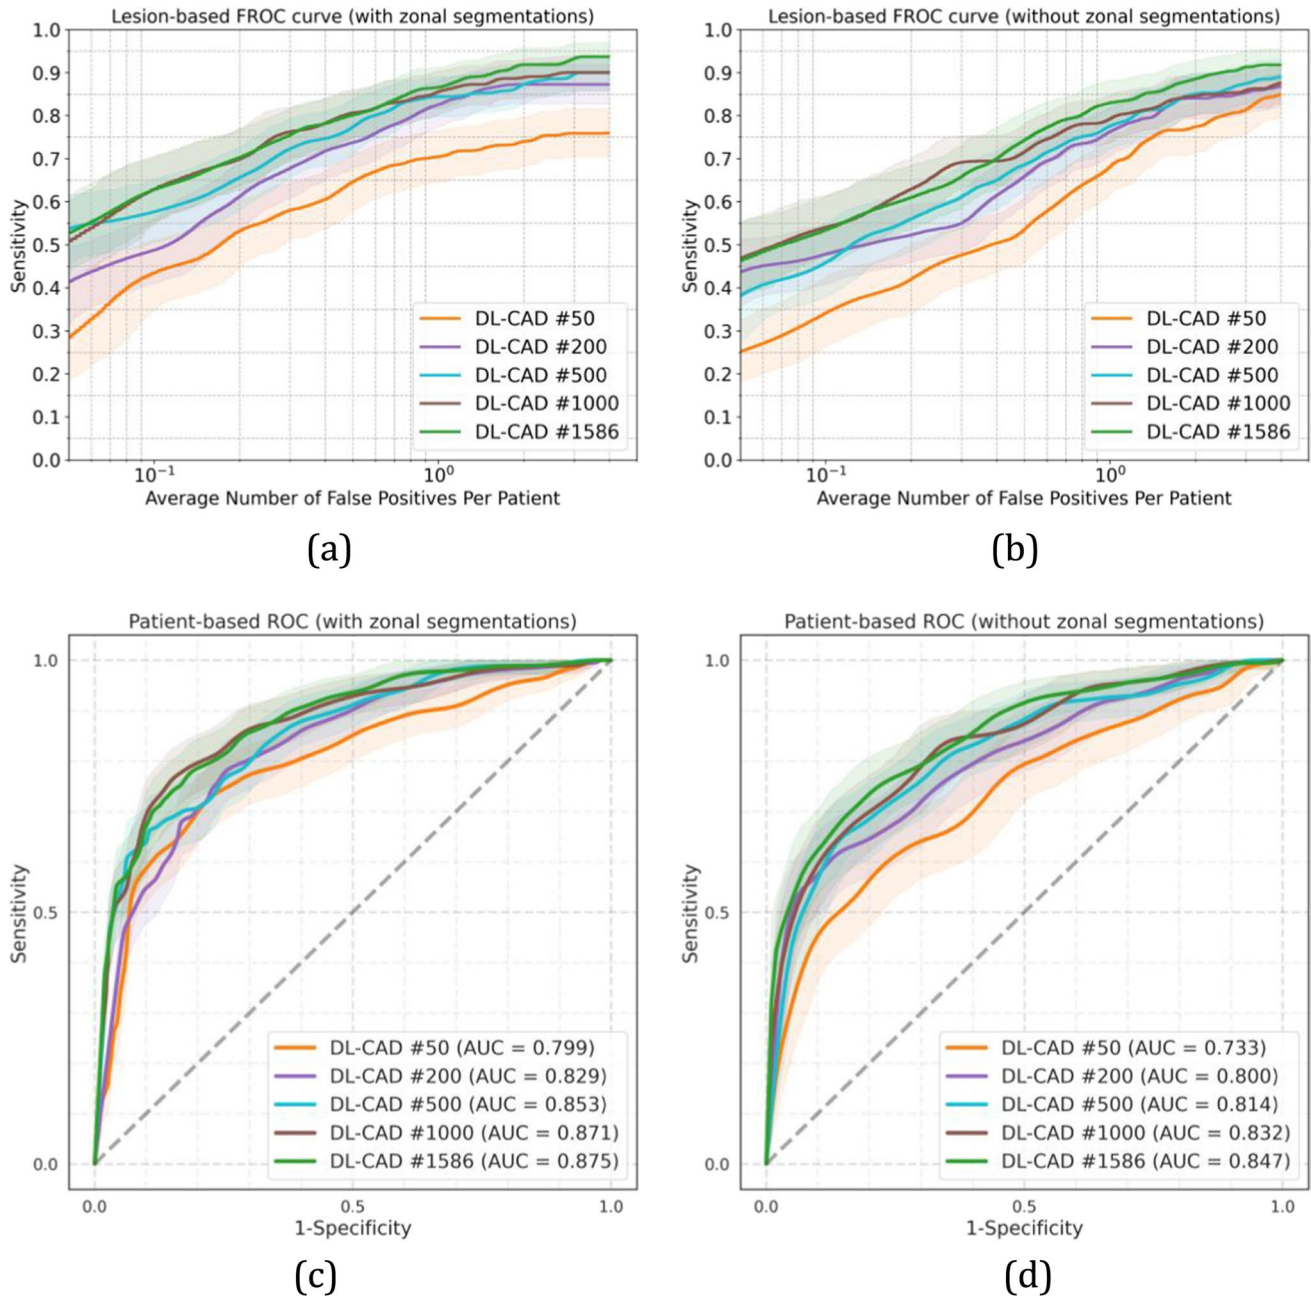 Lesion-based FROC curve (with zonal segmentations)
1.0
0.9
0.8
0.7
0.6
0.5
0.4
0.3
0.2
0.1
0.0
Sensitivity
DL-CAD #50
DL-CAD #200
DL-CAD #500
DL-CAD #1000
DL-CAD #1586
10⁻¹
10⁰
Average Number of False Positives Per Patient
(a)
Lesion-based FROC curve (without zonal segmentations)
1.0
0.9
0.8
0.7
0.6
0.5
0.4
0.3
0.2
0.1
0.0
Sensitivity
DL-CAD #50
DL-CAD #200
DL-CAD #500
DL-CAD #1000
DL-CAD #1586
10⁻¹
10⁰
Average Number of False Positives Per Patient
(b)
Patient-based ROC (with zonal segmentations)
1.0
0.5
0.0
Sensitivity
DL-CAD #50 (AUC = 0.799)
DL-CAD #200 (AUC = 0.829)
DL-CAD #500 (AUC = 0.853)
DL-CAD #1000 (AUC = 0.871)
DL-CAD #1586 (AUC = 0.875)
0.0
0.5
1.0
1-Specificity
(c)
Patient-based ROC (without zonal segmentations)
1.0
0.5
0.0
Sensitivity
DL-CAD #50 (AUC = 0.733)
DL-CAD #200 (AUC = 0.800)
DL-CAD #500 (AUC = 0.814)
DL-CAD #1000 (AUC = 0.832)
DL-CAD #1586 (AUC = 0.847)
0.0
0.5
1.0
1-Specificity
(d)